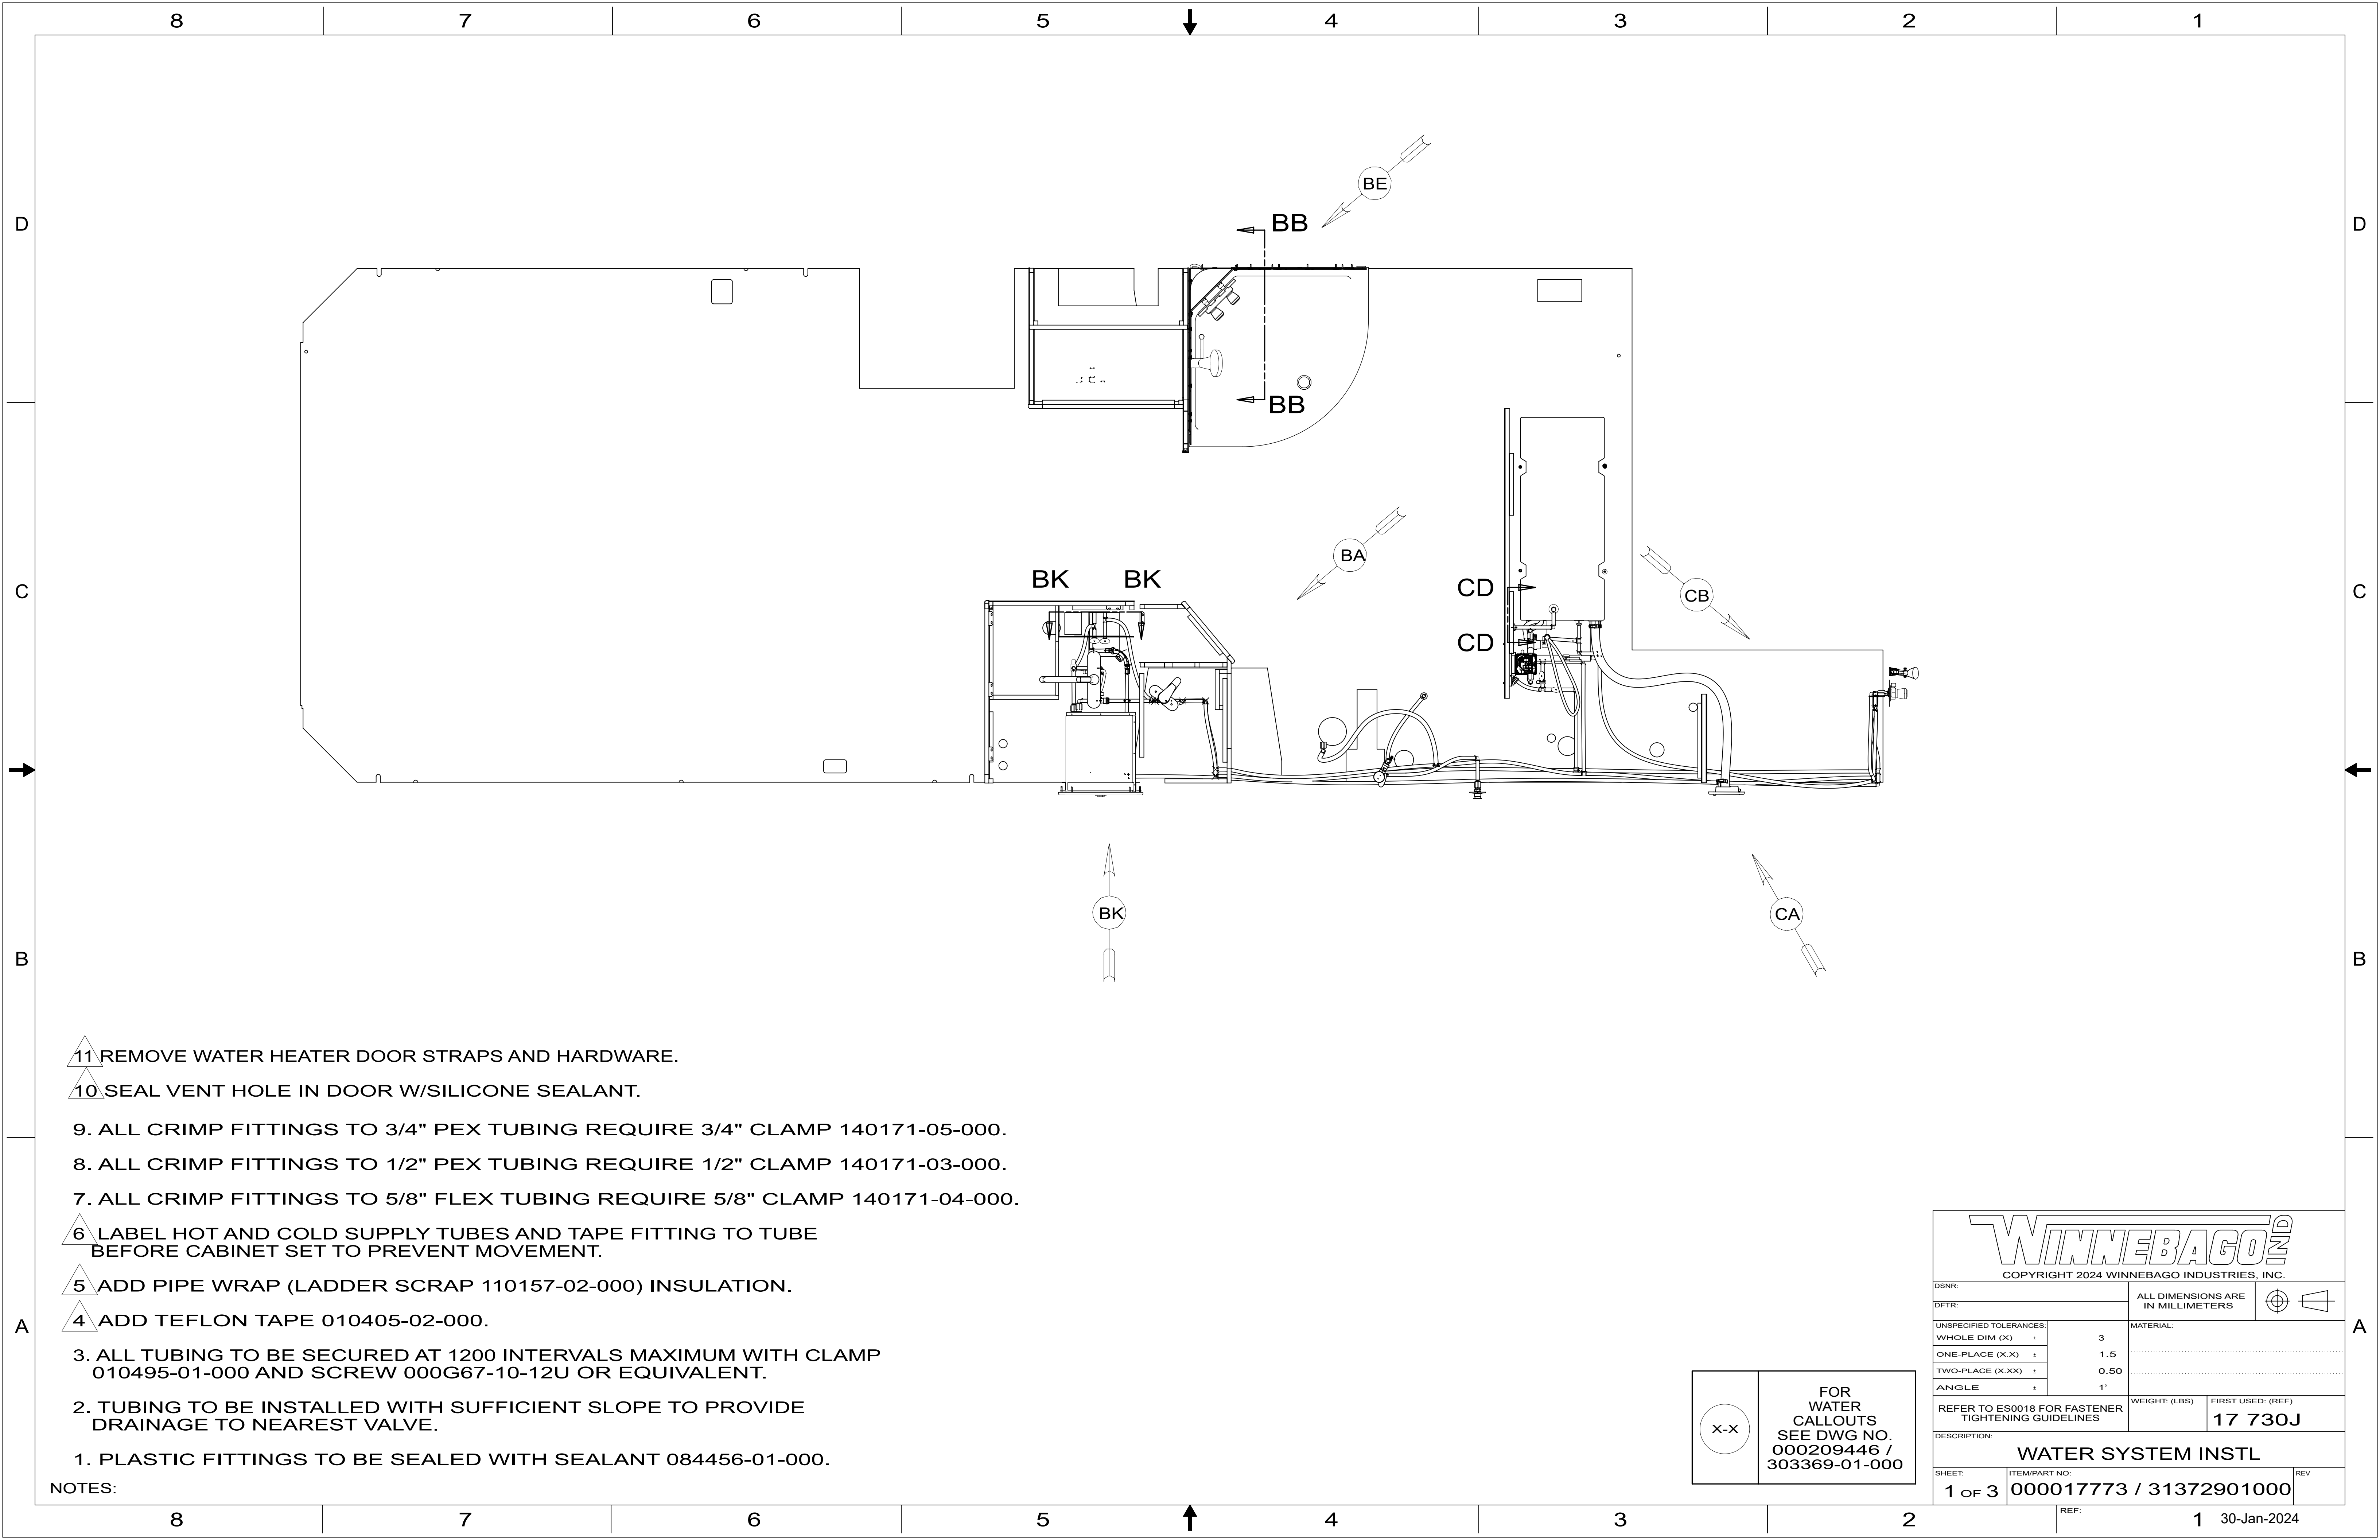 8 7 6 5 4 3 2 1
D D
C C
B B
A A
BE
BB
BB
BA
BK BK
CD
CD
CB
BK
CA
11 REMOVE WATER HEATER DOOR STRAPS AND HARDWARE.
10 SEAL VENT HOLE IN DOOR W/SILICONE SEALANT.
9. ALL CRIMP FITTINGS TO 3/4" PEX TUBING REQUIRE 3/4" CLAMP 140171-05-000.
8. ALL CRIMP FITTINGS TO 1/2" PEX TUBING REQUIRE 1/2" CLAMP 140171-03-000.
7. ALL CRIMP FITTINGS TO 5/8" FLEX TUBING REQUIRE 5/8" CLAMP 140171-04-000.
6 LABEL HOT AND COLD SUPPLY TUBES AND TAPE FITTING TO TUBE
BEFORE CABINET SET TO PREVENT MOVEMENT.
5 ADD PIPE WRAP (LADDER SCRAP 110157-02-000) INSULATION.
4 ADD TEFLON TAPE 010405-02-000.
3. ALL TUBING TO BE SECURED AT 1200 INTERVALS MAXIMUM WITH CLAMP
010495-01-000 AND SCREW 000G67-10-12U OR EQUIVALENT.
2. TUBING TO BE INSTALLED WITH SUFFICIENT SLOPE TO PROVIDE
DRAINAGE TO NEAREST VALVE.
1. PLASTIC FITTINGS TO BE SEALED WITH SEALANT 084456-01-000.
NOTES:
X-X
FOR
WATER
CALLOUTS
SEE DWG NO.
000209446 /
303369-01-000
WINNEBAGO IND
COPYRIGHT 2024 WINNEBAGO INDUSTRIES, INC.
DSNR:
DFTR:
ALL DIMENSIONS ARE
IN MILLIMETERS
UNSPECIFIED TOLERANCES:
WHOLE DIM (X) ± 3
ONE-PLACE (X.X) ± 1.5
TWO-PLACE (X.XX) ± 0.50
ANGLE ± 1°
MATERIAL:
REFER TO ES0018 FOR FASTENER
TIGHTENING GUIDELINES
WEIGHT: (LBS)
FIRST USED: (REF)
17 730J
DESCRIPTION:
WATER SYSTEM INSTL
SHEET:
1 OF 3
ITEM/PART NO:
000017773 / 31372901000
REV
8 7 6 5 4 3 2 1
REF:
30-Jan-2024